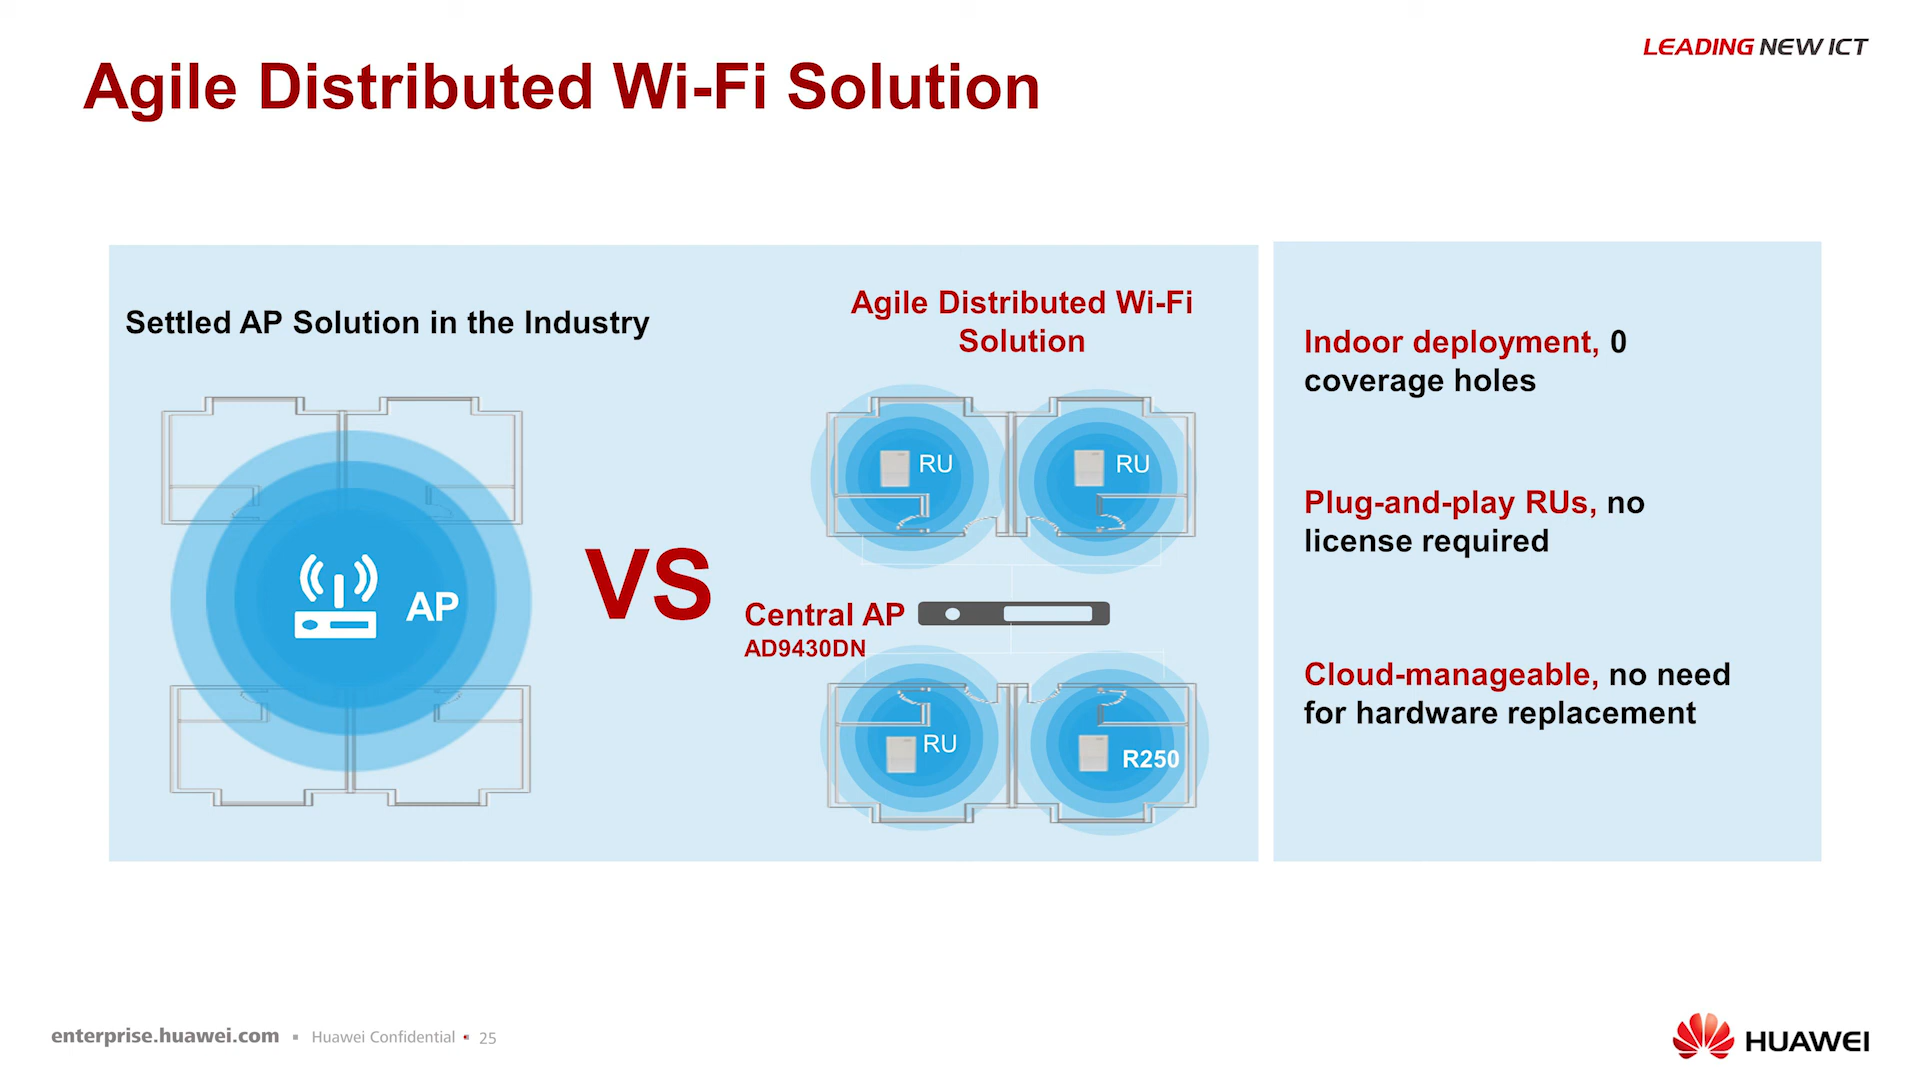 LEADING NEW ICT
Agile Distributed Wi-Fi Solution
Settled AP Solution in the Industry
AP
VS
Agile Distributed Wi-Fi
Solution
RU
RU
Central AP
AD9430DN
RU
R250
Indoor deployment, 0
coverage holes
Plug-and-play RUs, no
license required
Cloud-manageable, no need
for hardware replacement
enterprise.huawei.com ▪ Huawei Confidential ▪ 25
HUAWEI